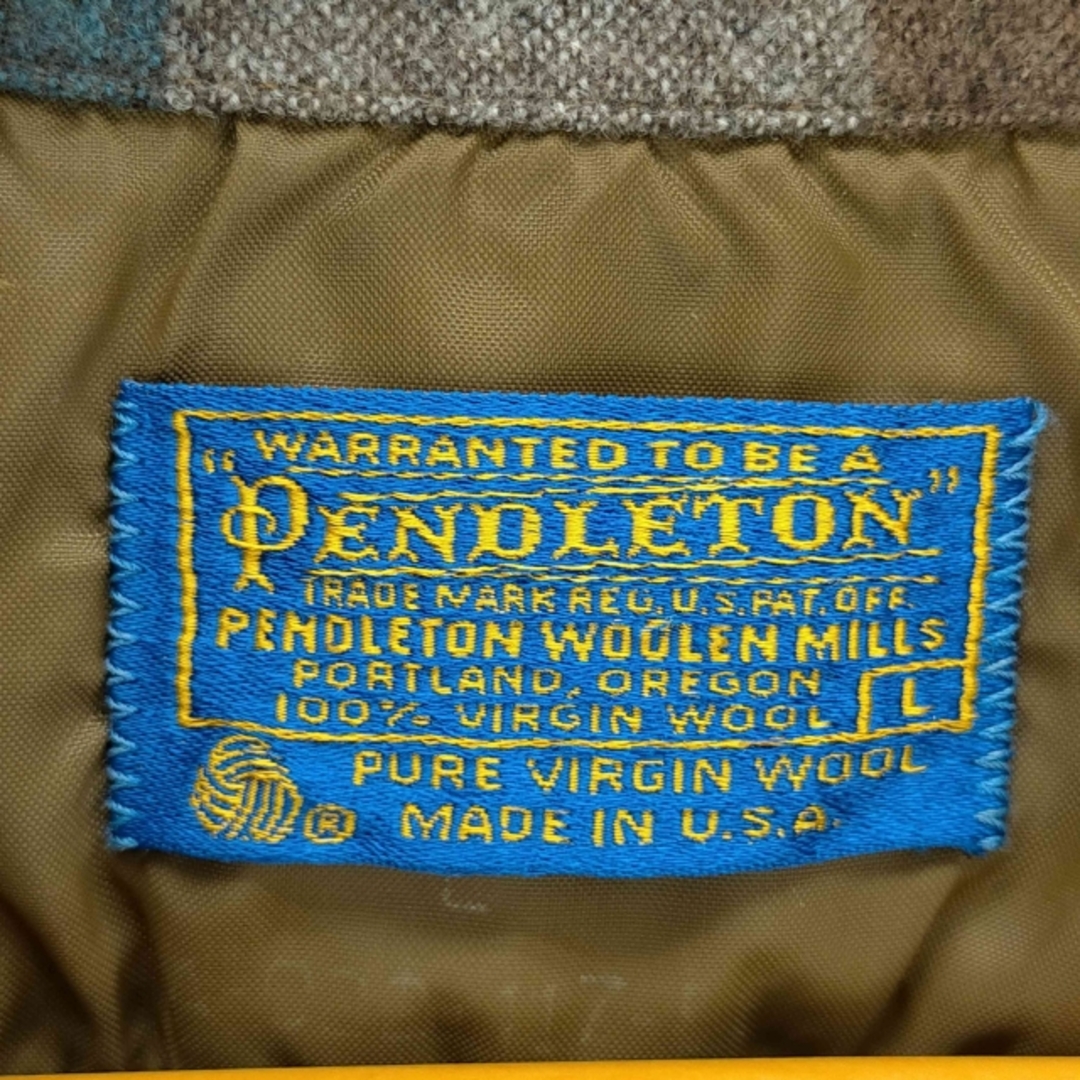 WARRANTED TO BE A
"PENDLETON"
TRADE MARK REG. U.S. PAT. OFF.
PENDLETON WOOLEN MILLS
PORTLAND, OREGON
100% VIRGIN WOOL L
PURE VIRGIN WOOL
® MADE IN U.S.A.